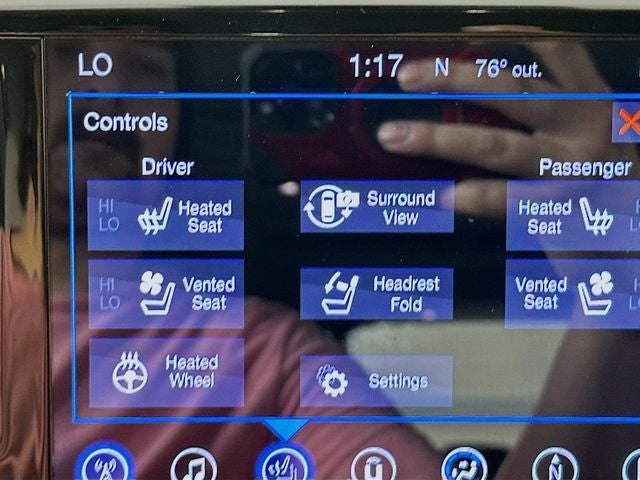 LO 1:17 N 76° out.
Controls
Driver
Passenger
HI
LO
Heated
Seat
Surround
View
Heated
Seat
HI
LO
Vented
Seat
Headrest
Fold
Vented
Seat
Heated
Wheel
Settings
N